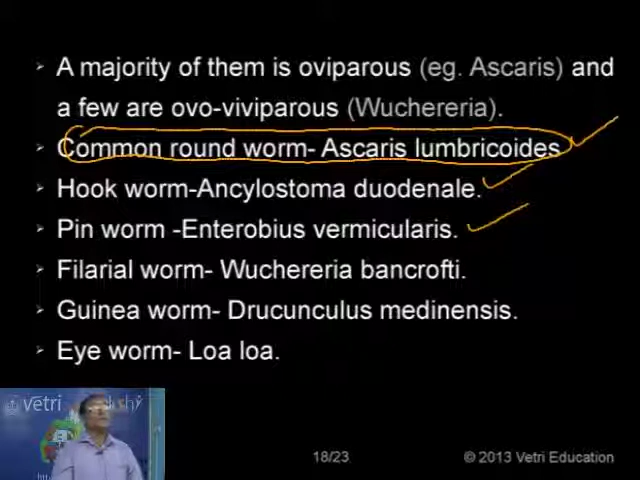 A majority of them is oviparous (eg. Ascaris) and
a few are ovo-viviparous (Wuchereria).
Common round worm- Ascaris lumbricoides
Hook worm-Ancylostoma duodenale.
Pin worm -Enterobius vermicularis.
Filarial worm- Wuchereria bancrofti.
Guinea worm- Drucunculus medinensis.
Eye worm- Loa loa.
vetri
18/23
© 2013 Vetri Education